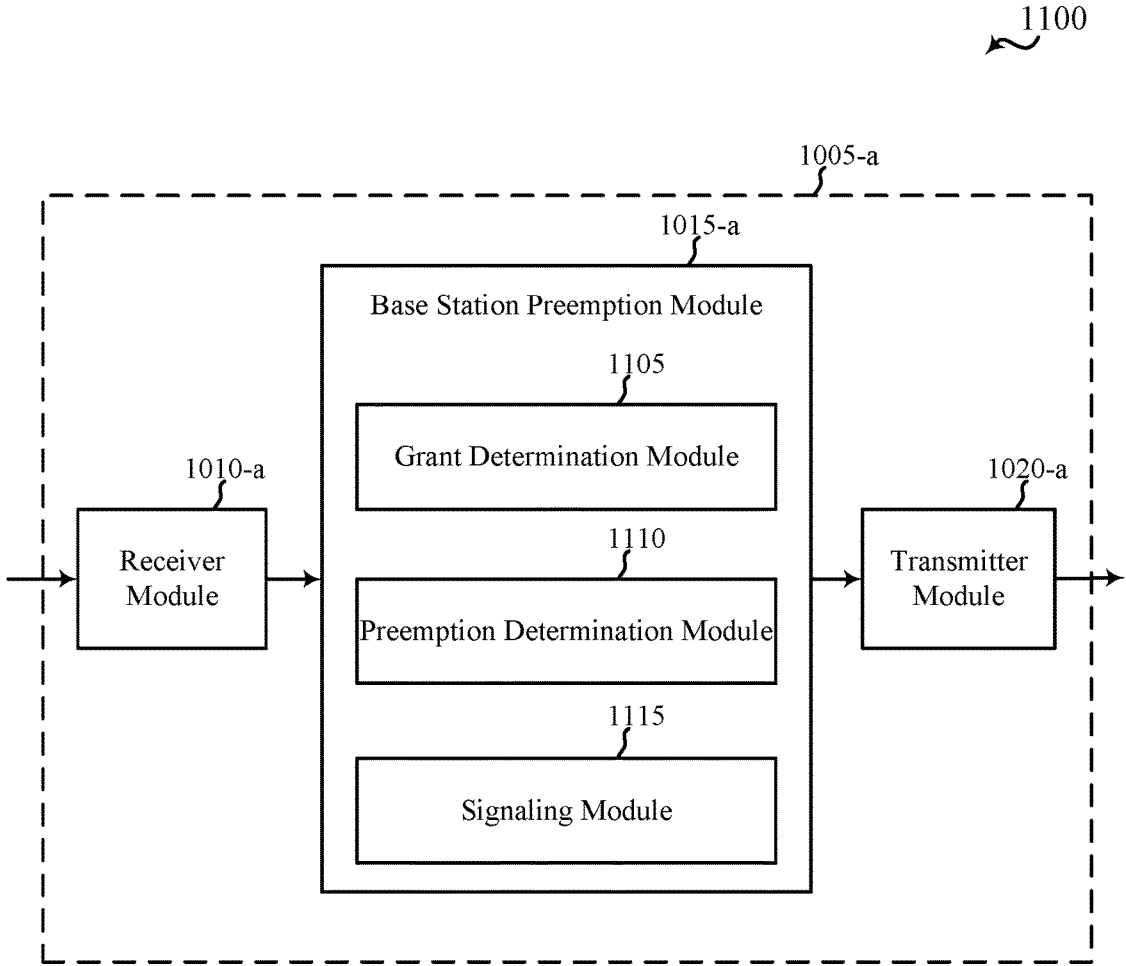 1100
1005-a
1015-a
Base Station Preemption Module
1105
Grant Determination Module
1010-a
Receiver
Module
1110
Preemption Determination Module
1020-a
Transmitter
Module
1115
Signaling Module